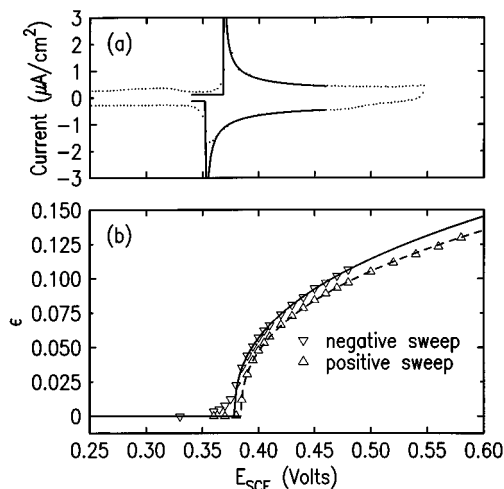 (a)
Current (μA/cm²)
3
2
1
0
-1
-2
-3
(b)
ε
0.150
0.125
0.100
0.075
0.050
0.025
0
negative sweep
positive sweep
0.25 0.30 0.35 0.40 0.45 0.50 0.55 0.60
E_SCE (Volts)